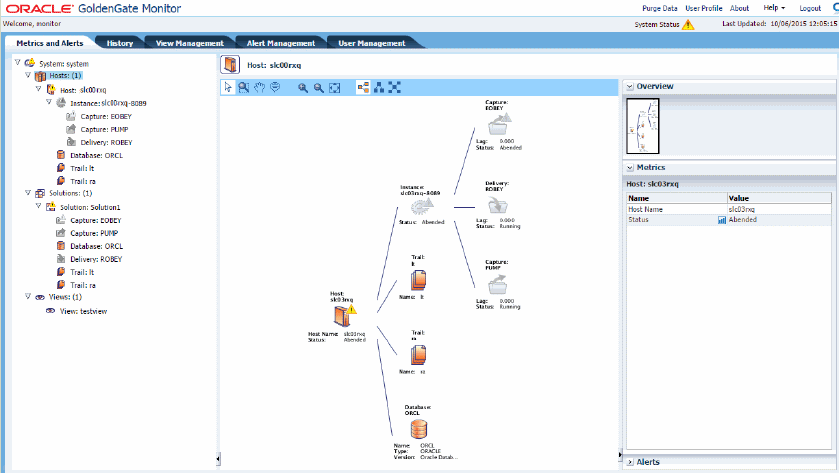 ORACLE GoldenGate Monitor
Purge Data User Profile About Help Logout
Welcome, monitor
System Status Last Updated: 10/06/2015 12:05:15
Metrics and Alerts History View Management Alert Management User Management
System: system
Hosts: (1)
Host: slc00rxq
Instance: slc00rxq-8089
Capture: EOBEY
Capture: PUMP
Delivery: ROBEY
Database: ORCL
Trail: lt
Trail: ra
Solutions: (1)
Solution: Solution1
Capture: EOBEY
Capture: PUMP
Database: ORCL
Delivery: ROBEY
Trail: lt
Trail: ra
Views: (1)
View: testview
Host: slc00rxq
Capture:
EOBEY
Lag: 0.000
Status: Abended
Instance:
slc03rxq-8089
Status: Abended
Delivery:
ROBEY
Lag: 0.000
Status: Running
Trail:
lt
Name: lt
Capture:
PUMP
Lag: 0.000
Status: Running
Host:
slc03rxq
Host Name: slc03rxq
Status: Abended
Trail:
ra
Name: ra
Database:
ORCL
Name: ORCL
Type: ORACLE
Version: Oracle Datab...
Overview
Metrics
Host: slc03rxq
Name Value
Host Name slc03rxq
Status Abended
Alerts